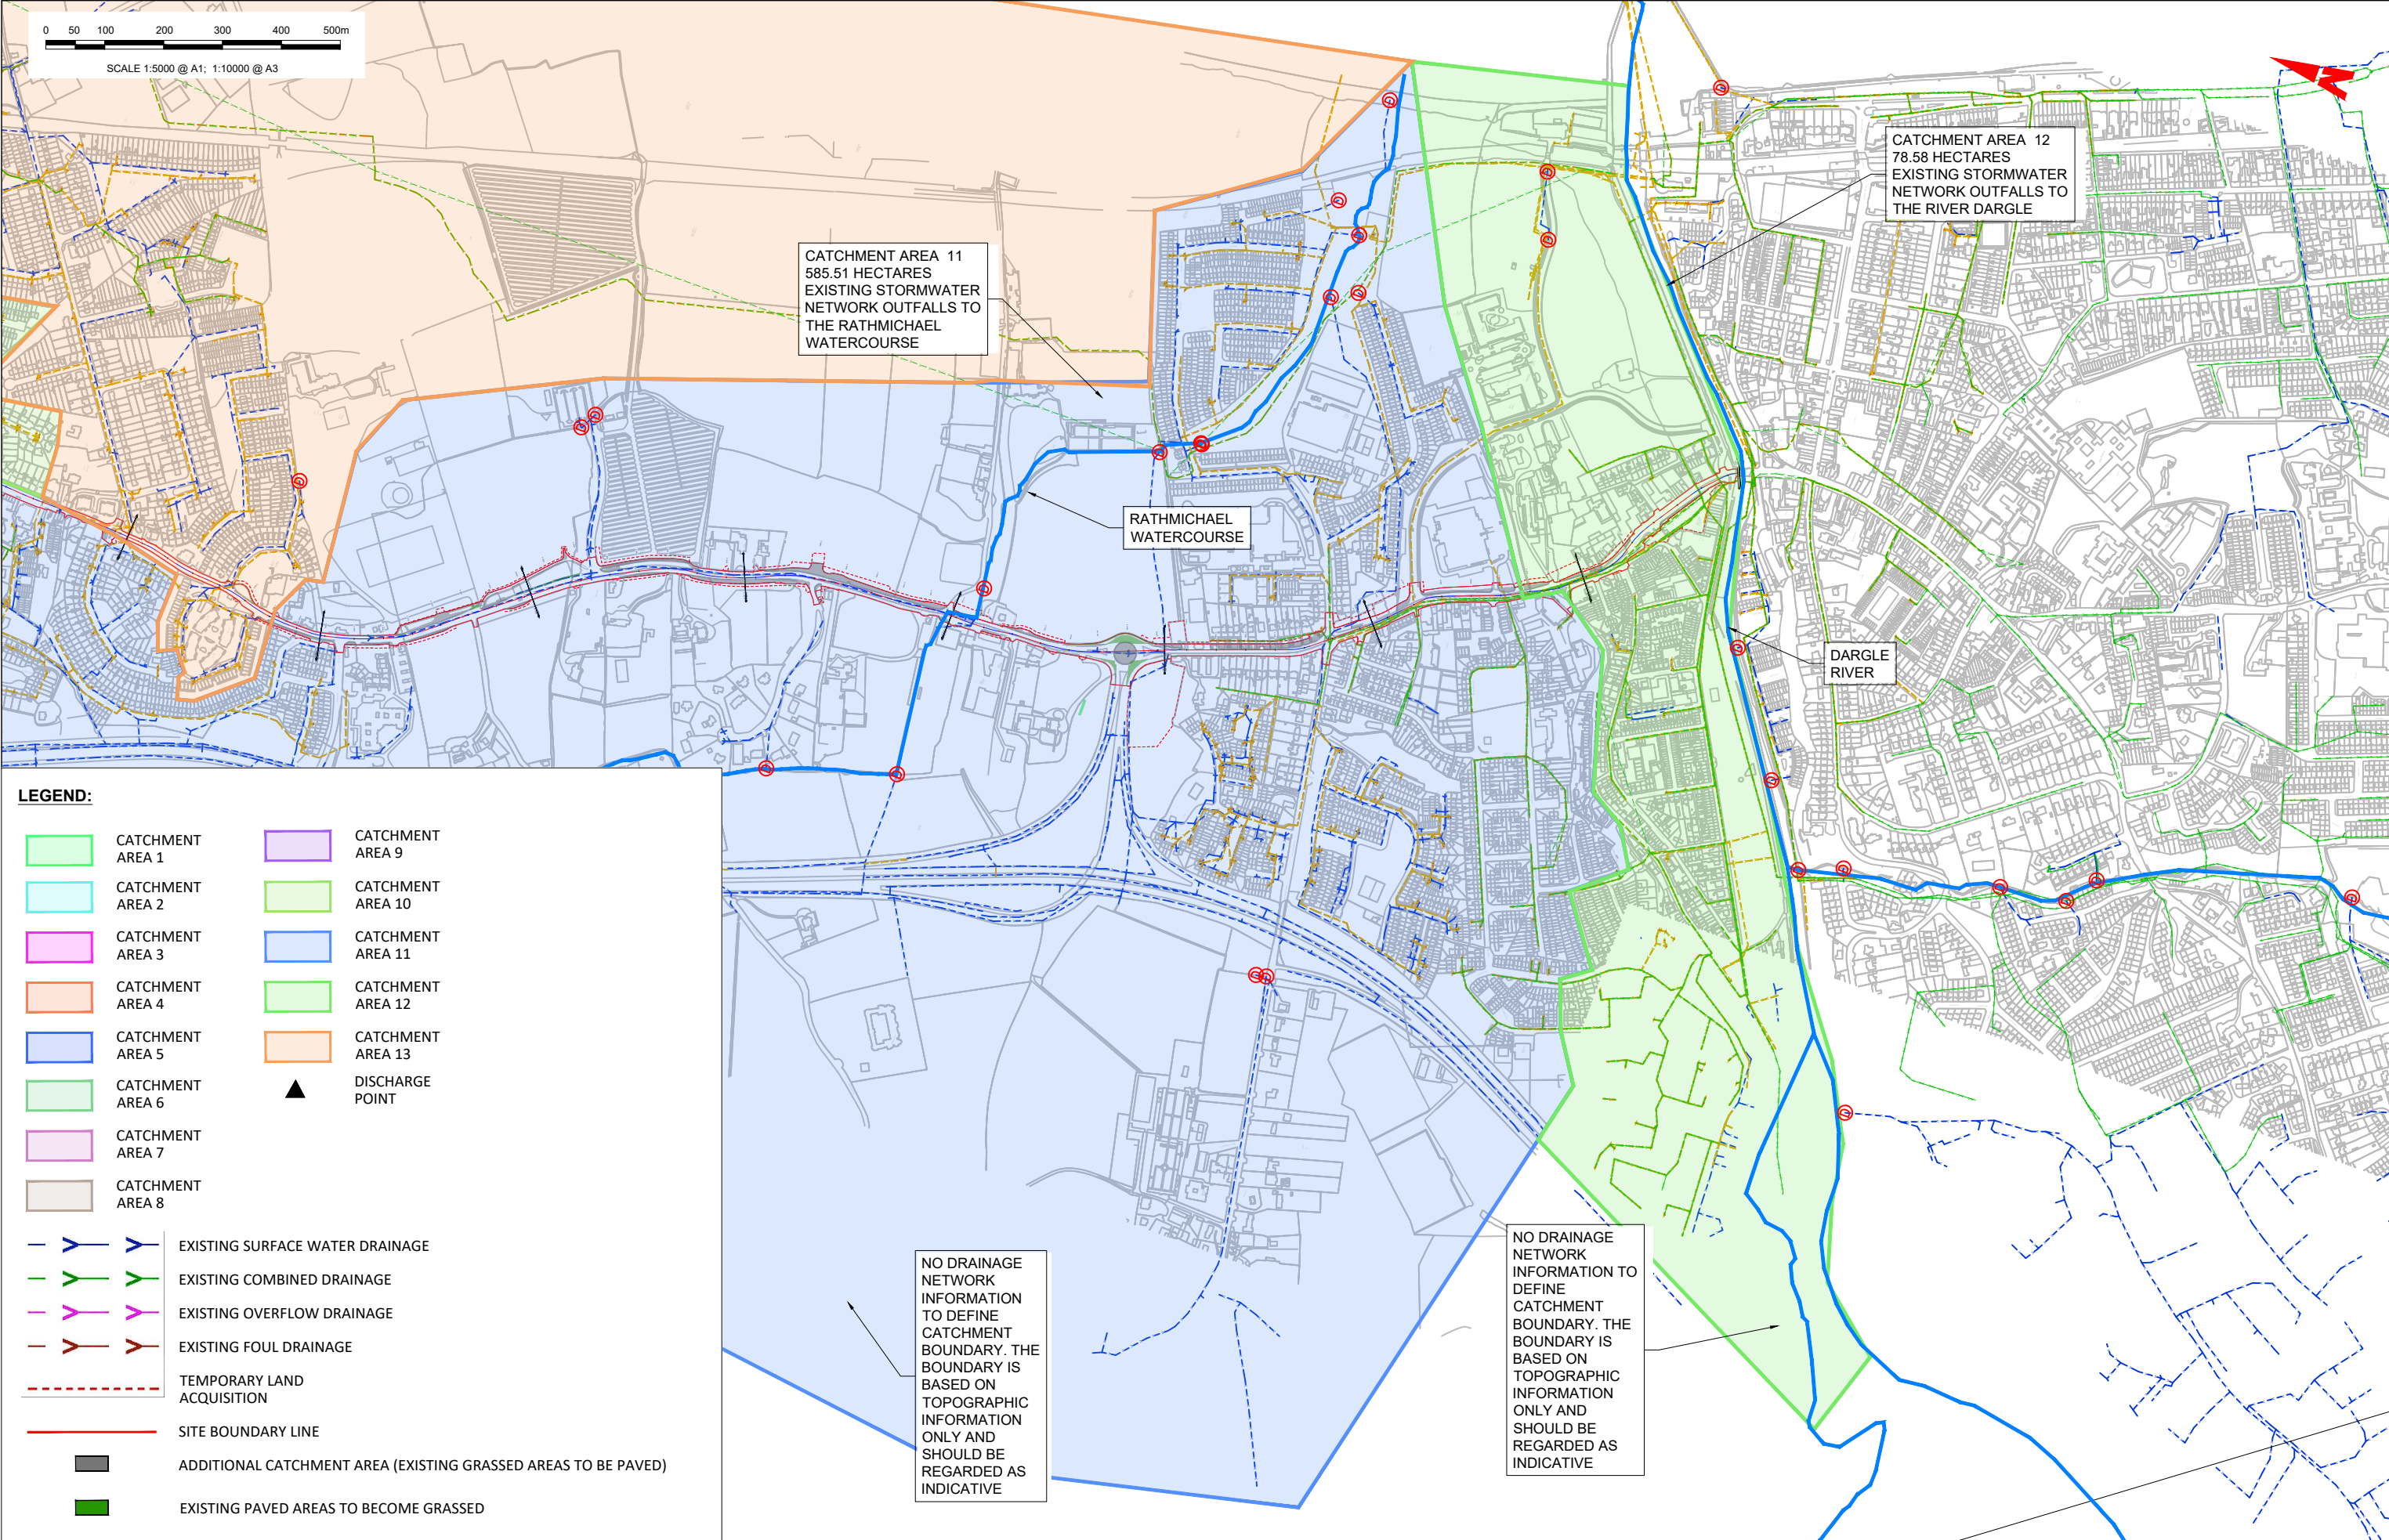 0 50 100 200 300 400 500m
SCALE 1:5000 @ A1; 1:10000 @ A3
CATCHMENT AREA 12
78.58 HECTARES
EXISTING STORMWATER
NETWORK OUTFALLS TO
THE RIVER DARGLE
CATCHMENT AREA 11
585.51 HECTARES
EXISTING STORMWATER
NETWORK OUTFALLS TO
THE RATHMICHAEL
WATERCOURSE
RATHMICHAEL
WATERCOURSE
DARGLE
RIVER
LEGEND:
CATCHMENT
AREA 1
CATCHMENT
AREA 2
CATCHMENT
AREA 3
CATCHMENT
AREA 4
CATCHMENT
AREA 5
CATCHMENT
AREA 6
CATCHMENT
AREA 7
CATCHMENT
AREA 8
CATCHMENT
AREA 9
CATCHMENT
AREA 10
CATCHMENT
AREA 11
CATCHMENT
AREA 12
CATCHMENT
AREA 13
DISCHARGE
POINT
EXISTING SURFACE WATER DRAINAGE
EXISTING COMBINED DRAINAGE
EXISTING OVERFLOW DRAINAGE
EXISTING FOUL DRAINAGE
TEMPORARY LAND
ACQUISITION
SITE BOUNDARY LINE
ADDITIONAL CATCHMENT AREA (EXISTING GRASSED AREAS TO BE PAVED)
EXISTING PAVED AREAS TO BECOME GRASSED
NO DRAINAGE
NETWORK
INFORMATION
TO DEFINE
CATCHMENT
BOUNDARY. THE
BOUNDARY IS
BASED ON
TOPOGRAPHIC
INFORMATION
ONLY AND
SHOULD BE
REGARDED AS
INDICATIVE
NO DRAINAGE
NETWORK
INFORMATION TO
DEFINE
CATCHMENT
BOUNDARY. THE
BOUNDARY IS
BASED ON
TOPOGRAPHIC
INFORMATION
ONLY AND
SHOULD BE
REGARDED AS
INDICATIVE